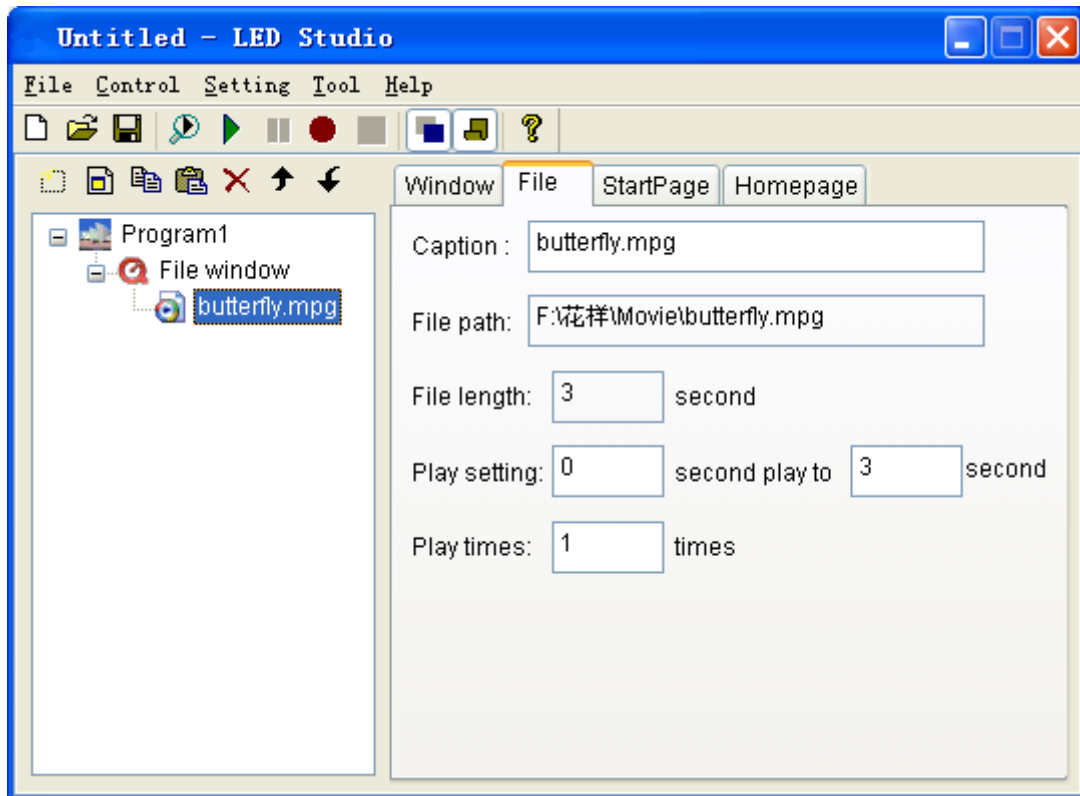 Untitled - LED Studio
File Control Setting Tool Help
Window File StartPage Homepage
Program1
File window
butterfly.mpg
Caption : butterfly.mpg
File path: F:\花样\Movie\butterfly.mpg
File length: 3 second
Play setting: 0 second play to 3 second
Play times: 1 times